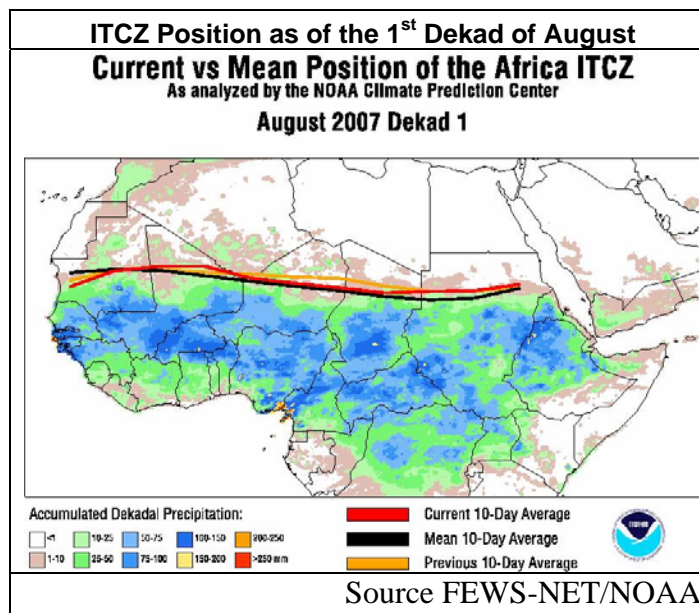 ITCZ Position as of the 1st Dekad of August
Current vs Mean Position of the Africa ITCZ
As analyzed by the NOAA Climate Prediction Center
August 2007 Dekad 1
Accumulated Dekadal Precipitation:
<1 10-25 50-75 100-150 200-250
1-10 25-50 75-100 150-200 >250 mm
Current 10-Day Average
Mean 10-Day Average
Previous 10-Day Average
Source FEWS-NET/NOAA